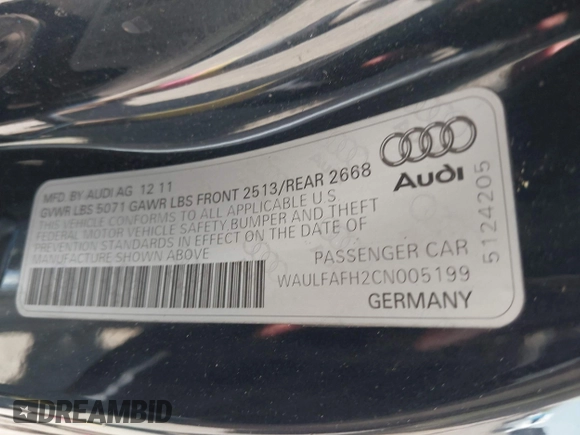 MFD. BY AUDI AG 12 11
GVWR LBS 5071 GAWR LBS FRONT 2513/REAR 2668
THIS VEHICLE CONFORMS TO ALL APPLICABLE U.S
FEDERAL MOTOR VEHICLE SAFETY,BUMPER AND THEFT
PREVENTION STANDARDS IN EFFECT ON THE DATE OF
MANUFACTURE SHOWN ABOVE
Audi
5124205
PASSENGER CAR
WAULFAFH2CN005199
GERMANY
DREAMBID